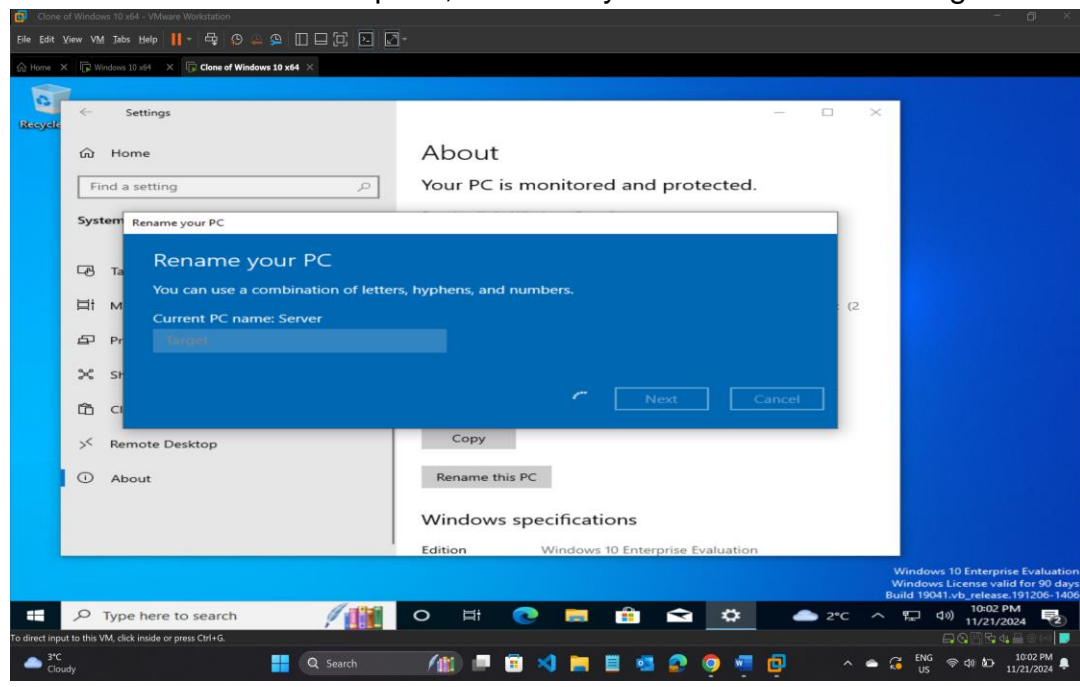 Clone of Windows 10 x64 - VMware Workstation
File Edit View VM Tabs Help
Home Windows 10 x64 Clone of Windows 10 x64
Settings
Home
Find a setting
System
Remote Desktop
About
About
Your PC is monitored and protected.
Rename your PC
Rename your PC
You can use a combination of letters, hyphens, and numbers.
Current PC name: Server
Target
Next Cancel
(2
Copy
Rename this PC
Windows specifications
Edition Windows 10 Enterprise Evaluation
Windows 10 Enterprise Evaluation
Windows License valid for 90 days
Build 19041.vb_release.191206-1406
Type here to search
2°C
10:02 PM
11/21/2024
2
To direct input to this VM, click inside or press Ctrl+G.
3°C
Cloudy
Search
ENG
US
10:02 PM
11/21/2024